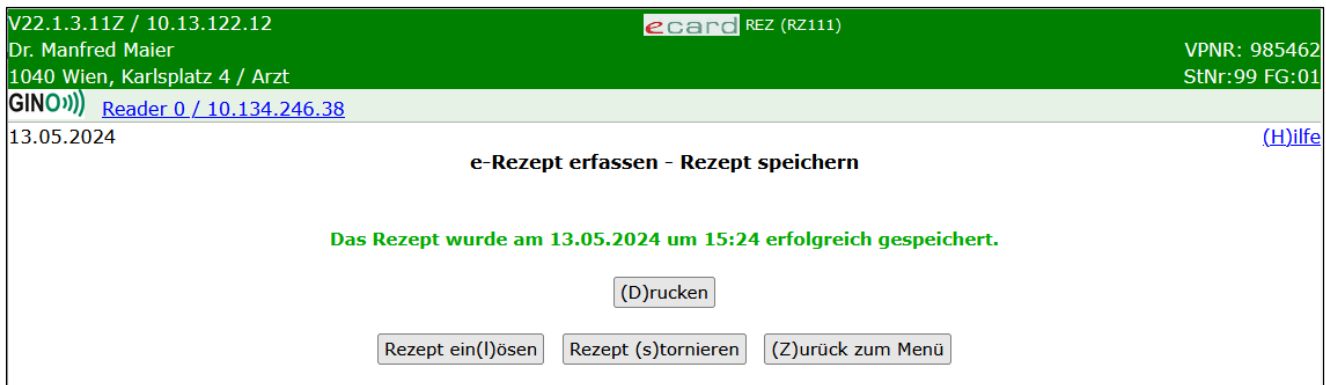 V22.1.3.11Z / 10.13.122.12 ecard REZ (RZ111)
Dr. Manfred Maier VPNR: 985462
1040 Wien, Karlsplatz 4 / Arzt StNr:99 FG:01
GINO Reader 0 / 10.134.246.38
13.05.2024 (H)ilfe
e-Rezept erfassen - Rezept speichern
Das Rezept wurde am 13.05.2024 um 15:24 erfolgreich gespeichert.
(D)rucken
Rezept ein(l)ösen Rezept (s)tornieren (Z)urück zum Menü